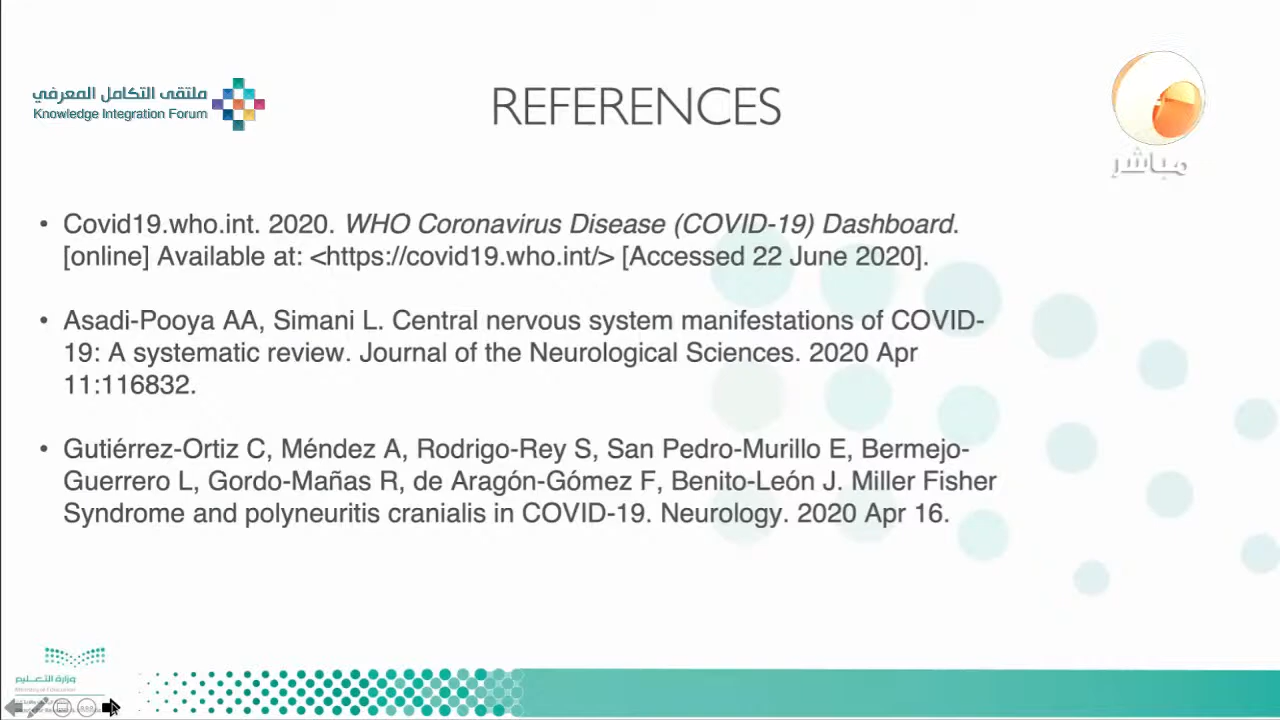 ملتقى التكامل المعرفي
Knowledge Integration Forum
REFERENCES
مباشر
• Covid19.who.int. 2020. WHO Coronavirus Disease (COVID-19) Dashboard.
[online] Available at: <https://covid19.who.int/> [Accessed 22 June 2020].
• Asadi-Pooya AA, Simani L. Central nervous system manifestations of COVID-
19: A systematic review. Journal of the Neurological Sciences. 2020 Apr
11:116832.
• Gutiérrez-Ortiz C, Méndez A, Rodrigo-Rey S, San Pedro-Murillo E, Bermejo-
Guerrero L, Gordo-Mañas R, de Aragón-Gómez F, Benito-León J. Miller Fisher
Syndrome and polyneuritis cranialis in COVID-19. Neurology. 2020 Apr 16.
وزارة التعـــليم
Ministry of Education